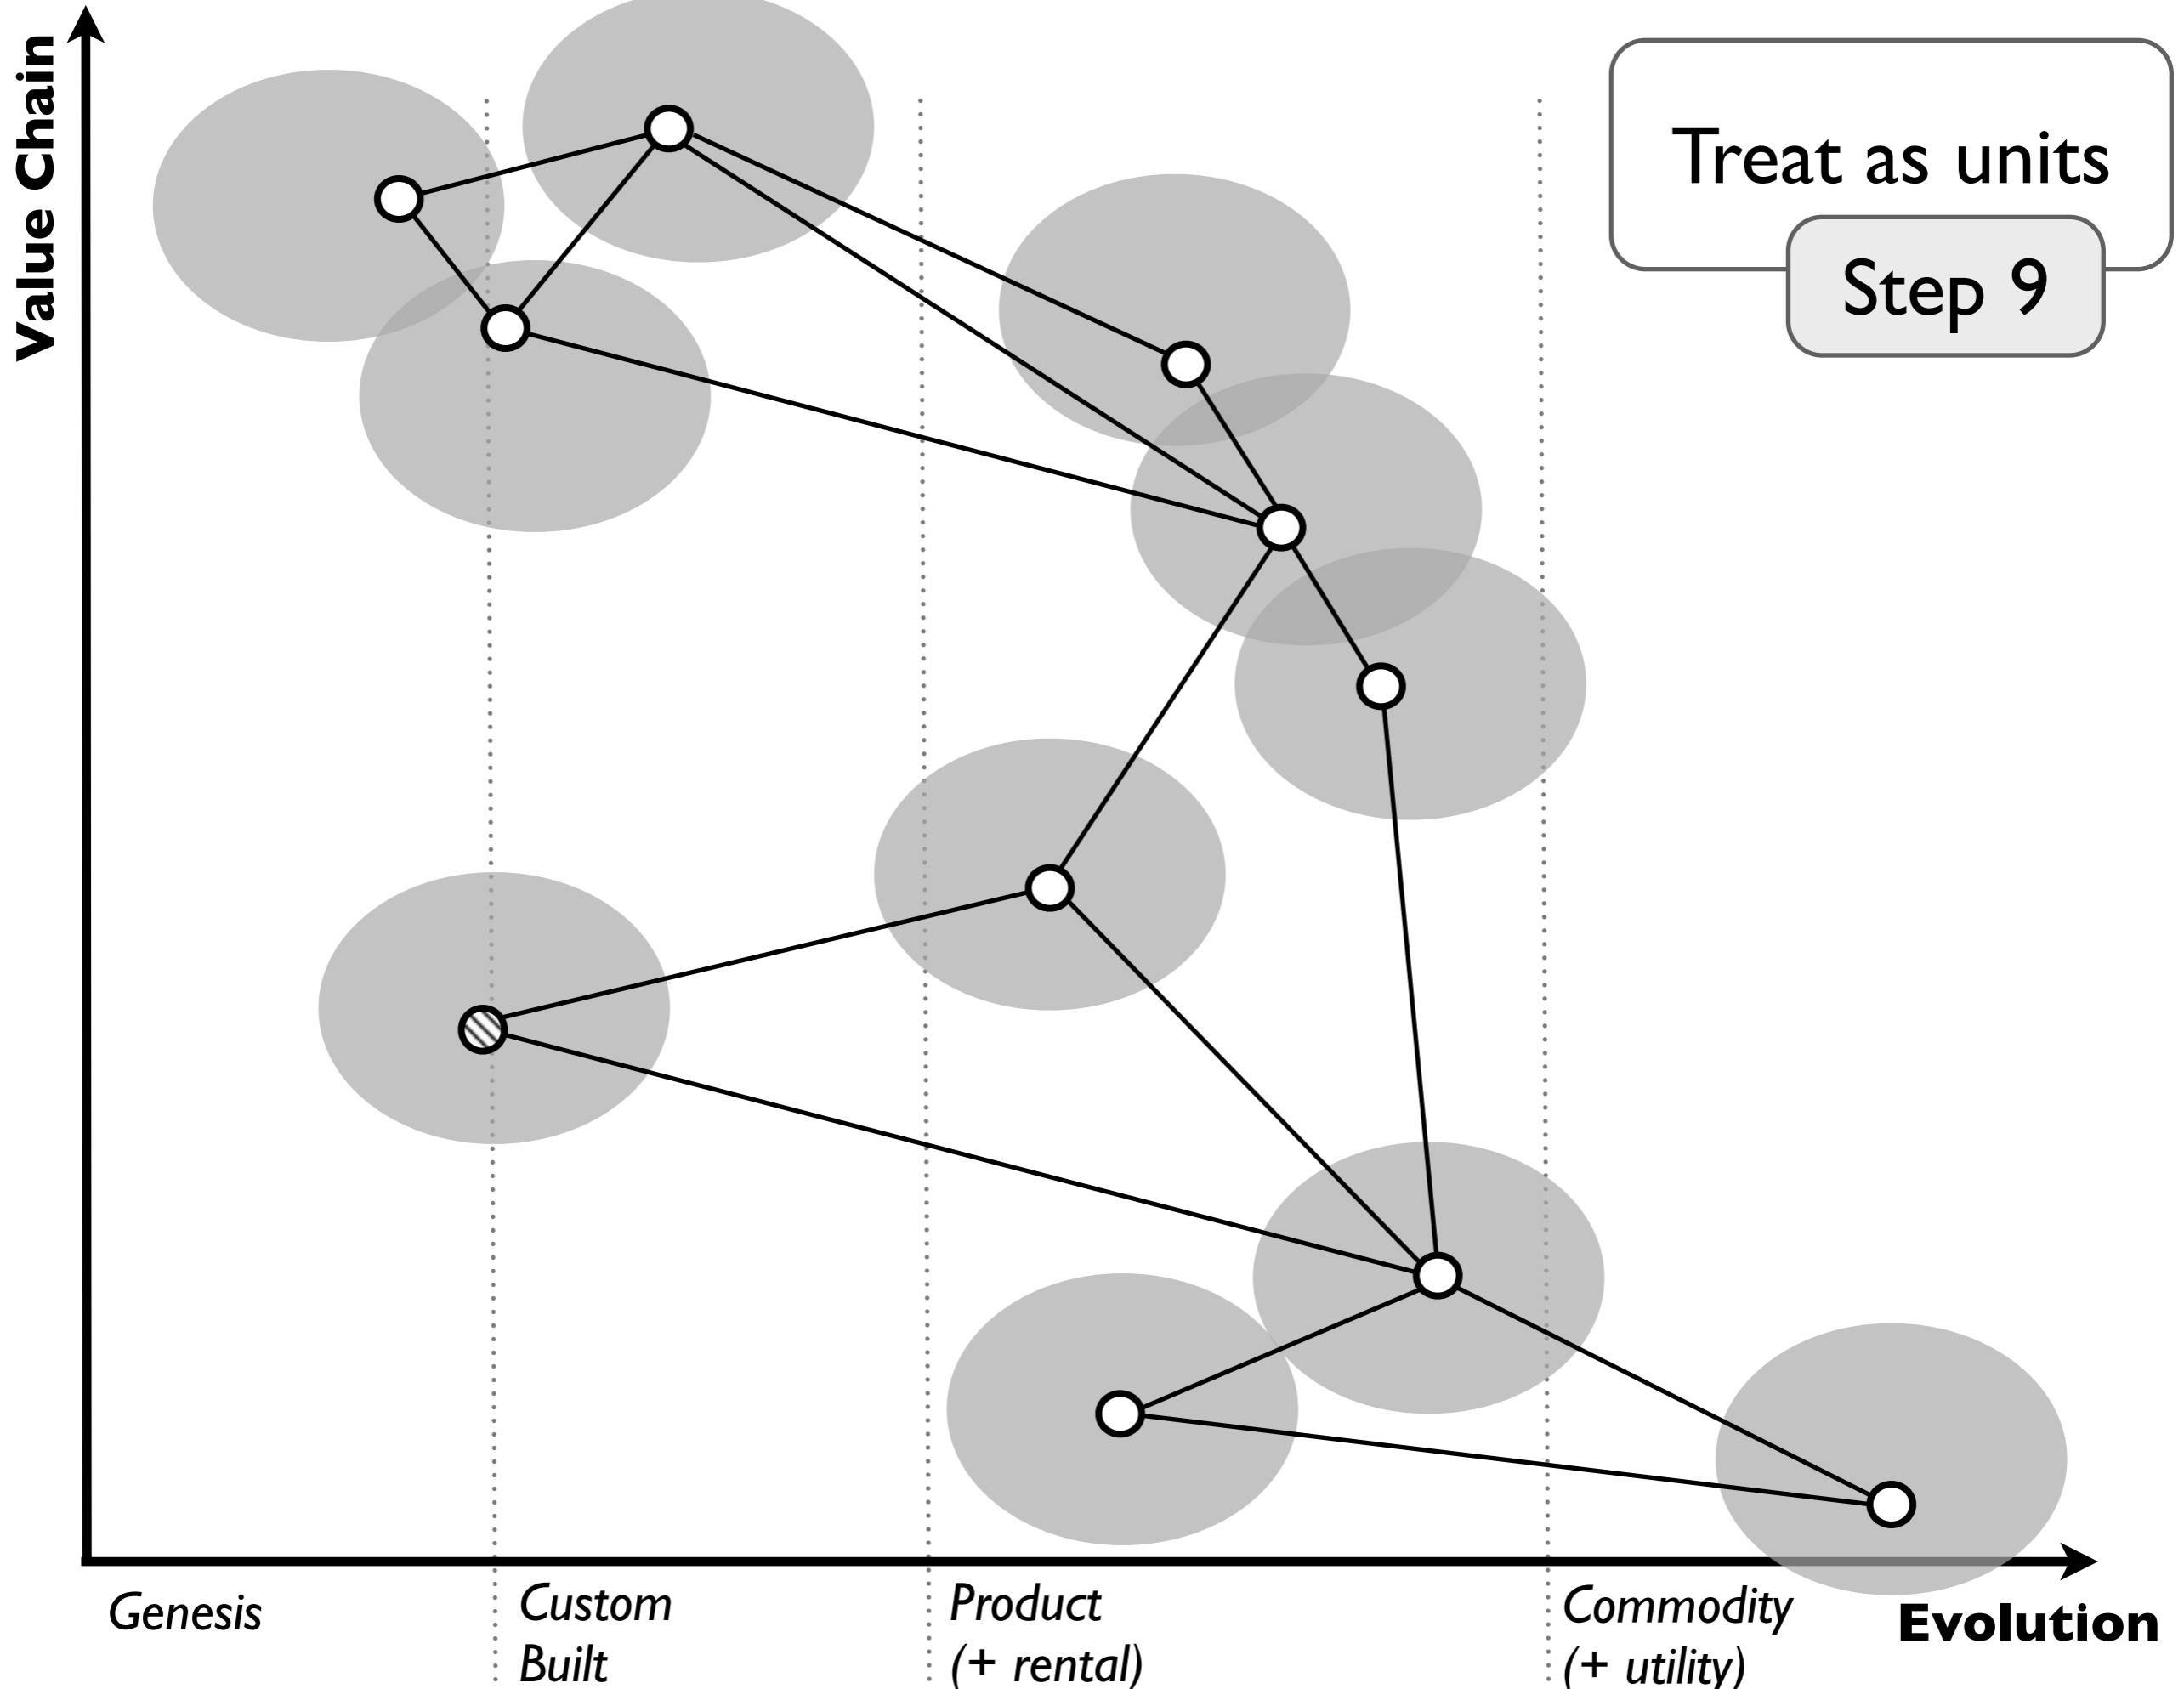 Value Chain
Treat as units
Step 9
Genesis
Custom
Built
Product
(+ rental)
Commodity
(+ utility)
Evolution